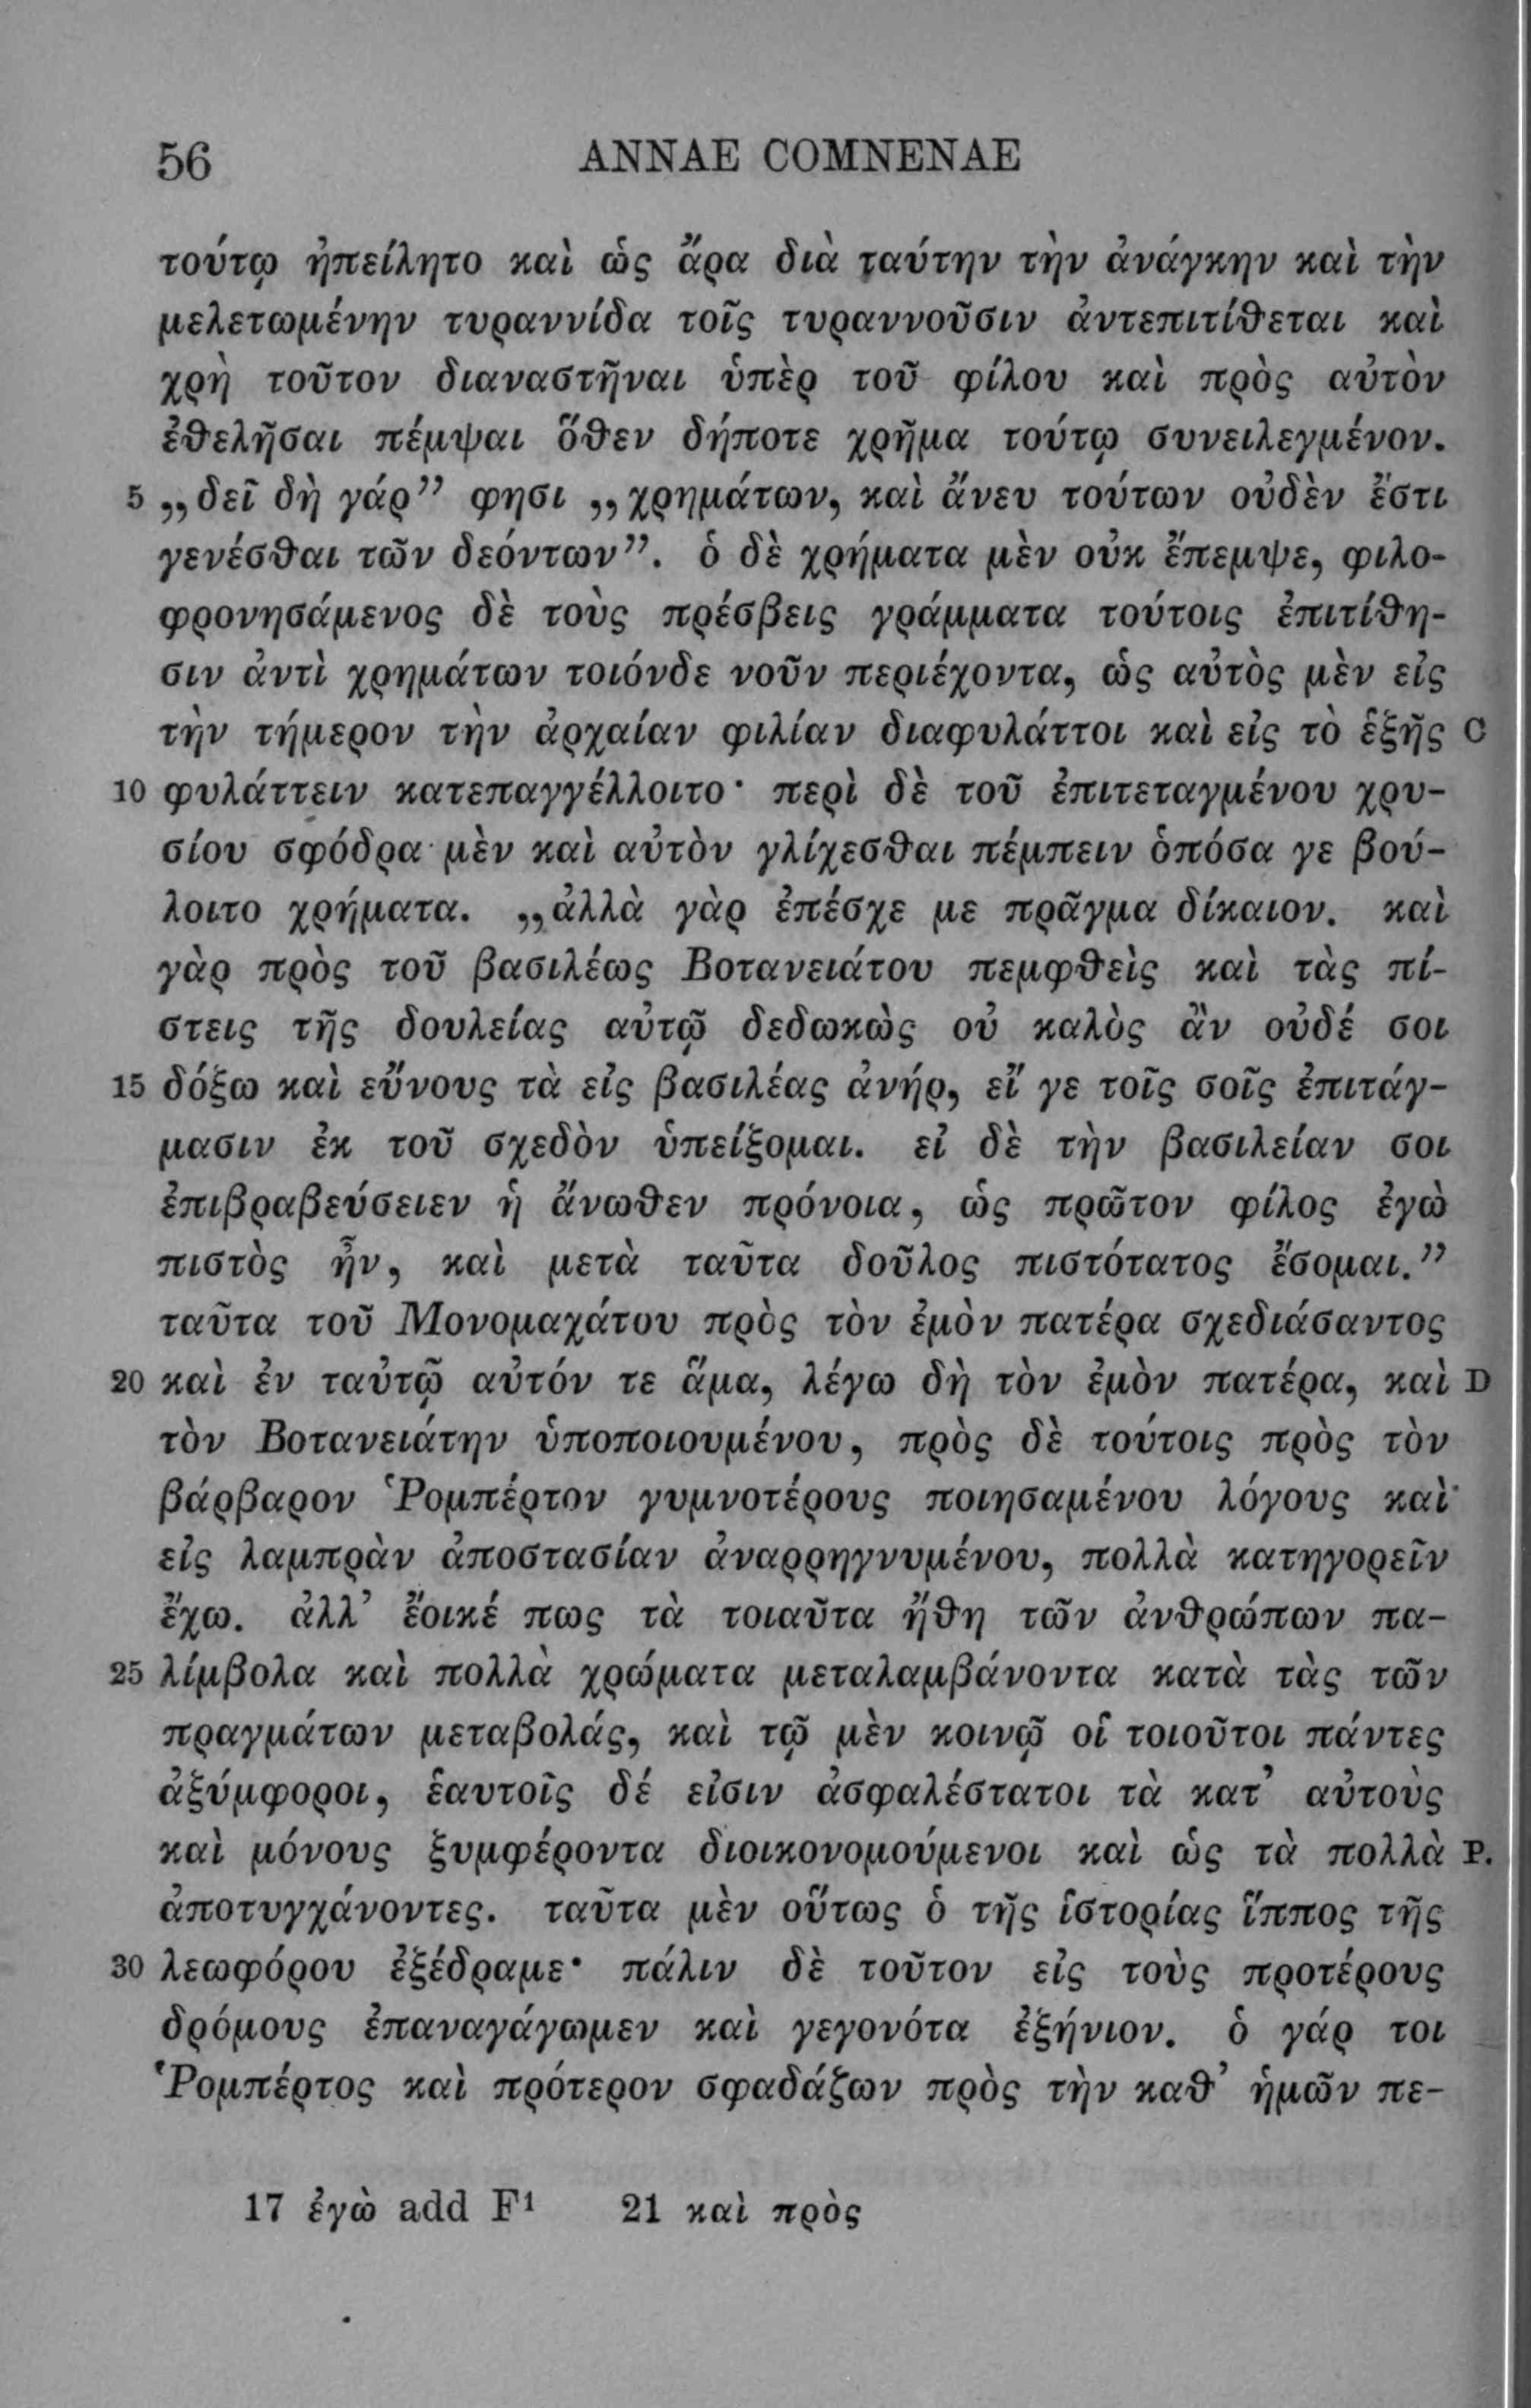 56 ANNAE COMNENAE
τούτῳ ἠπείλητο καὶ ὡς ἄρα διὰ ταύτην τὴν ἀνάγκην καὶ τὴν
μελετωμένην τυραννίδα τοῖς τυραννοῦσιν ἀντεπιτίθεται καὶ
χρὴ τοῦτον διαναστῆναι ὑπὲρ τοῦ φίλου καὶ πρὸς αὐτὸν
ἐθελῆσαι πέμψαι ὅθεν δήποτε χρῆμα τούτῳ συνειλεγμένον.
5 „δεῖ δὴ γάρ” φησι „χρημάτων, καὶ ἄνευ τούτων οὐδὲν ἔστι
γενέσθαι τῶν δεόντων”. ὁ δὲ χρήματα μὲν οὐκ ἔπεμψε, φιλο-
φρονησάμενος δὲ τοὺς πρέσβεις γράμματα τούτοις ἐπιτίθη-
σιν ἀντὶ χρημάτων τοιόνδε νοῦν περιέχοντα, ὡς αὐτὸς μὲν εἰς
τὴν τήμερον τὴν ἀρχαίαν φιλίαν διαφυλάττοι καὶ εἰς τὸ ἑξῆς C
10 φυλάττειν κατεπαγγέλλοιτο· περὶ δὲ τοῦ ἐπιτεταγμένου χρυ-
σίου σφόδρα μὲν καὶ αὐτὸν γλίχεσθαι πέμπειν ὁπόσα γε βού-
λοιτο χρήματα. „ἀλλὰ γὰρ ἐπέσχε με πρᾶγμα δίκαιον. καὶ
γὰρ πρὸς τοῦ βασιλέως Βοτανειάτου πεμφθεὶς καὶ τὰς πί-
στεις τῆς δουλείας αὐτῷ δεδωκὼς οὐ καλὸς ἂν οὐδέ σοι
15 δόξω καὶ εὔνους τὰ εἰς βασιλέας ἀνήρ, εἴ γε τοῖς σοῖς ἐπιτάγ-
μασιν ἐκ τοῦ σχεδὸν ὑπείξομαι. εἰ δὲ τὴν βασιλείαν σοι
ἐπιβραβεύσειεν ἡ ἄνωθεν πρόνοια, ὡς πρῶτον φίλος ἐγὼ
πιστὸς ἦν, καὶ μετὰ ταῦτα δοῦλος πιστότατος ἔσομαι.”
ταῦτα τοῦ Μονομαχάτου πρὸς τὸν ἐμὸν πατέρα σχεδιάσαντος
20 καὶ ἐν ταὐτῷ αὐτόν τε ἅμα, λέγω δὴ τὸν ἐμὸν πατέρα, καὶ D
τὸν Βοτανειάτην ὑποποιουμένου, πρὸς δὲ τούτοις πρὸς τὸν
βάρβαρον Ῥομπέρτον γυμνοτέρους ποιησαμένου λόγους καὶ
εἰς λαμπρὰν ἀποστασίαν ἀναρρηγνυμένου, πολλὰ κατηγορεῖν
ἔχω. ἀλλ’ ἔοικέ πως τὰ τοιαῦτα ἤθη τῶν ἀνθρώπων πα-
25 λίμβολα καὶ πολλὰ χρώματα μεταλαμβάνοντα κατὰ τὰς τῶν
πραγμάτων μεταβολάς, καὶ τῷ μὲν κοινῷ οἱ τοιοῦτοι πάντες
ἀξύμφοροι, ἑαυτοῖς δέ εἰσιν ἀσφαλέστατοι τὰ κατ’ αὐτοὺς
καὶ μόνους ξυμφέροντα διοικονομούμενοι καὶ ὡς τὰ πολλὰ P.
ἀποτυγχάνοντες. ταῦτα μὲν οὕτως ὁ τῆς ἱστορίας ἵππος τῆς
30 λεωφόρου ἐξέδραμε· πάλιν δὲ τοῦτον εἰς τοὺς προτέρους
δρόμους ἐπαναγάγωμεν καὶ γεγονότα ἐξήνιον. ὁ γάρ τοι
Ῥομπέρτος καὶ πρότερον σφαδάζων πρὸς τὴν καθ’ ἡμῶν πε-
17 ἐγὼ add F¹ 21 καὶ πρὸς